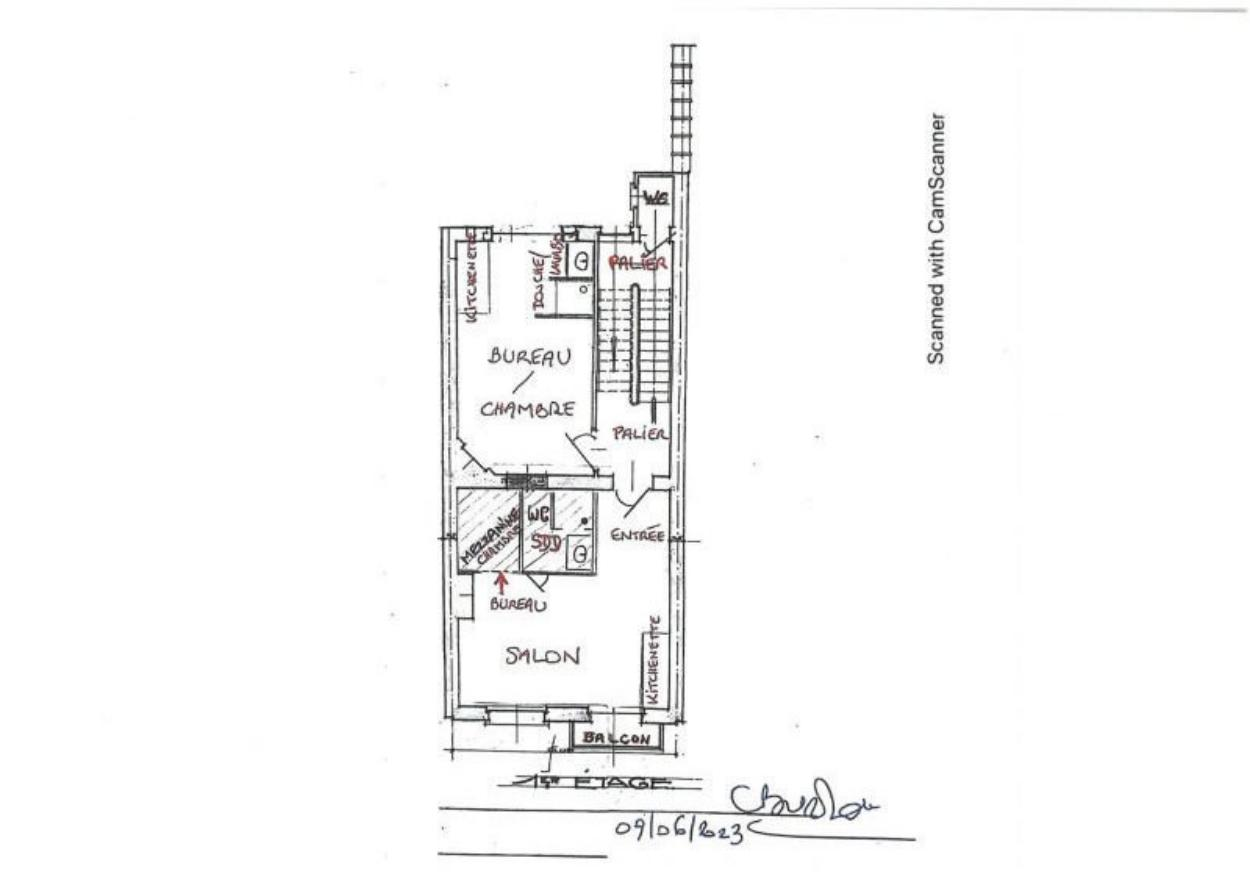 WC
PALIER
KITCHENETTE
DOUCHE/
LAVABO
BUREAU
/
CHAMBRE
PALIER
MEZZANINE
CHAMBRE
WC
SDD
ENTRÉE
BUREAU
SALON
KITCHENETTE
BALCON
1er ÉTAGE
09/06/2023
Scanned with CamScanner